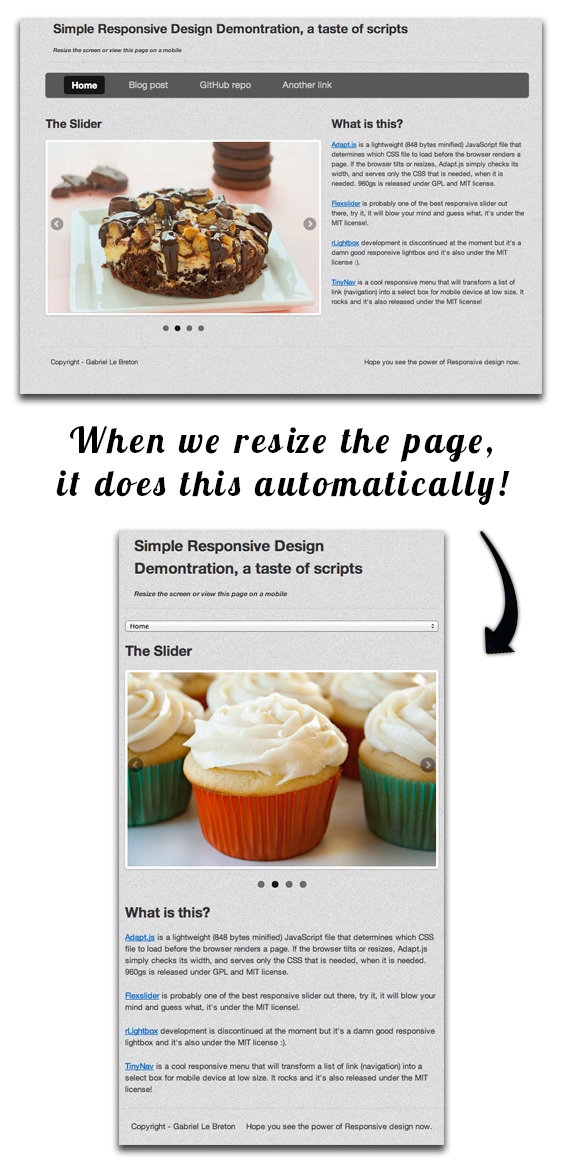 Simple Responsive Design Demontration, a taste of scripts
Resize the screen or view this page on a mobile
Home Blog post GitHub repo Another link
The Slider
What is this?
Adapt.js is a lightweight (848 bytes minified) JavaScript file that
determines which CSS file to load before the browser renders a
page. If the browser tilts or resizes, Adapt.js simply checks its
width, and serves only the CSS that is needed, when it is
needed. 960gs is released under GPL and MIT license.
Flexslider is probably one of the best responsive slider out
there, try it, it will blow your mind and guess what, it's under the
MIT license!.
rLightbox development is discontinued at the moment but it's a
damn good responsive lightbox and it's also under the MIT
license :).
TinyNav is a cool responsive menu that will transform a list of
link (navigation) into a select box for mobile device at low size. It
rocks and it's also released under the MIT license!
Copyright - Gabriel Le Breton
Hope you see the power of Responsive design now.
When we resize the page,
it does this automatically!
Simple Responsive Design
Demontration, a taste of scripts
Resize the screen or view this page on a mobile
Home
The Slider
What is this?
Adapt.js is a lightweight (848 bytes minified) JavaScript file that determines which CSS
file to load before the browser renders a page. If the browser tilts or resizes, Adapt.js
simply checks its width, and serves only the CSS that is needed, when it is needed.
960gs is released under GPL and MIT license.
Flexslider is probably one of the best responsive slider out there, try it, it will blow your
mind and guess what, it's under the MIT license!.
rLightbox development is discontinued at the moment but it's a damn good responsive
lightbox and it's also under the MIT license :).
TinyNav is a cool responsive menu that will transform a list of link (navigation) into a
select box for mobile device at low size. It rocks and it's also released under the MIT
license!
Copyright - Gabriel Le Breton
Hope you see the power of Responsive design now.